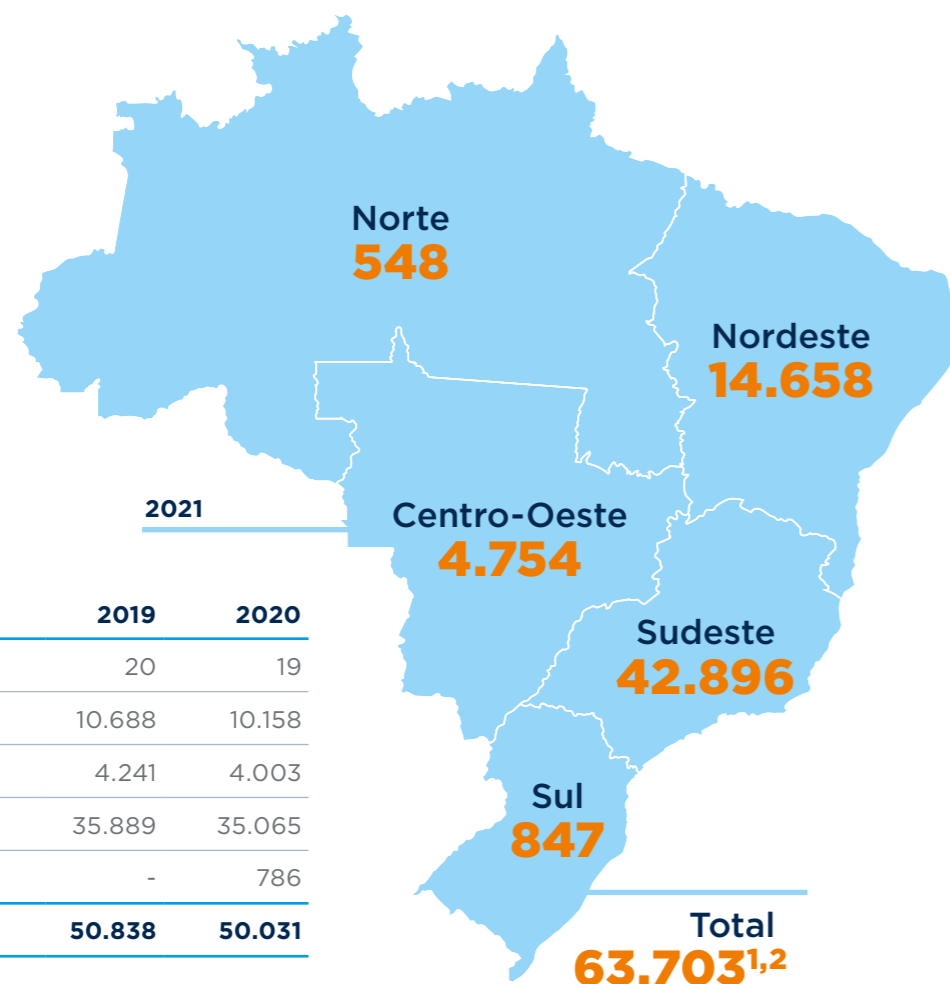 Norte
548
Nordeste
14.658
2021
Centro-Oeste
4.754
Sudeste
42.896
Sul
847
Total
63.703¹,²
2019 2020
20 19
10.688 10.158
4.241 4.003
35.889 35.065
- 786
50.838 50.031